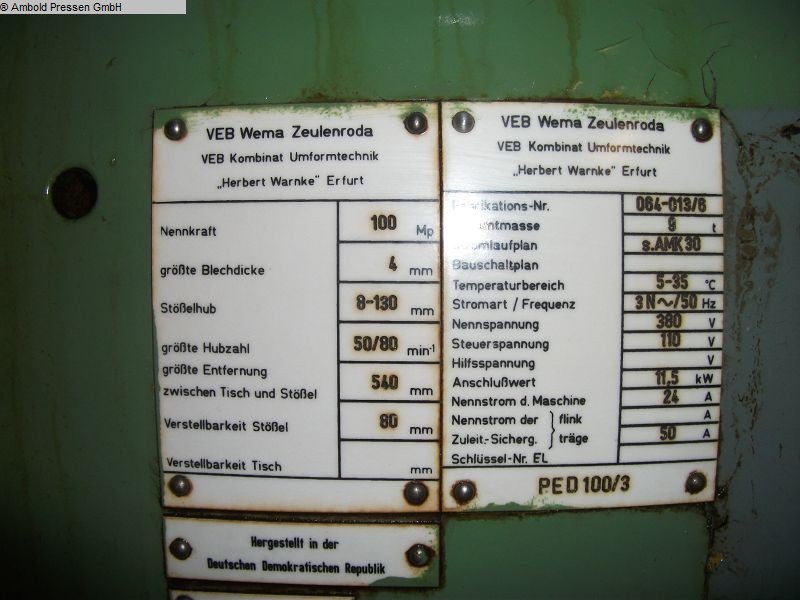 © Ambold Pressen GmbH
VEB Wema Zeulenroda
VEB Kombinat Umformtechnik
„Herbert Warnke" Erfurt
Nennkraft 100 Mp
größte Blechdicke 4 mm
Stößelhub 8-130 mm
größte Hubzahl 50/80 min-1
größte Entfernung
zwischen Tisch und Stößel 540 mm
Verstellbarkeit Stößel 80 mm
Verstellbarkeit Tisch mm
VEB Wema Zeulenroda
VEB Kombinat Umformtechnik
„Herbert Warnke" Erfurt
Fabrikations-Nr. 064-013/6
9 t
s.AMK 30
Bauschaltplan
Temperaturbereich 5-35 °C
Stromart / Frequenz 3 N~/50 Hz
Nennspannung 380 V
Steuerspannung 110 V
Hilfsspannung V
Anschlußwert 11,5 kW
Nennstrom d. Maschine 24 A
Nennstrom der flink A
Zuleit.-Sicherg. träge 50 A
Schlüssel-Nr. EL
PED 100/3
Hergestellt in der
Deutschen Demokratischen Republik